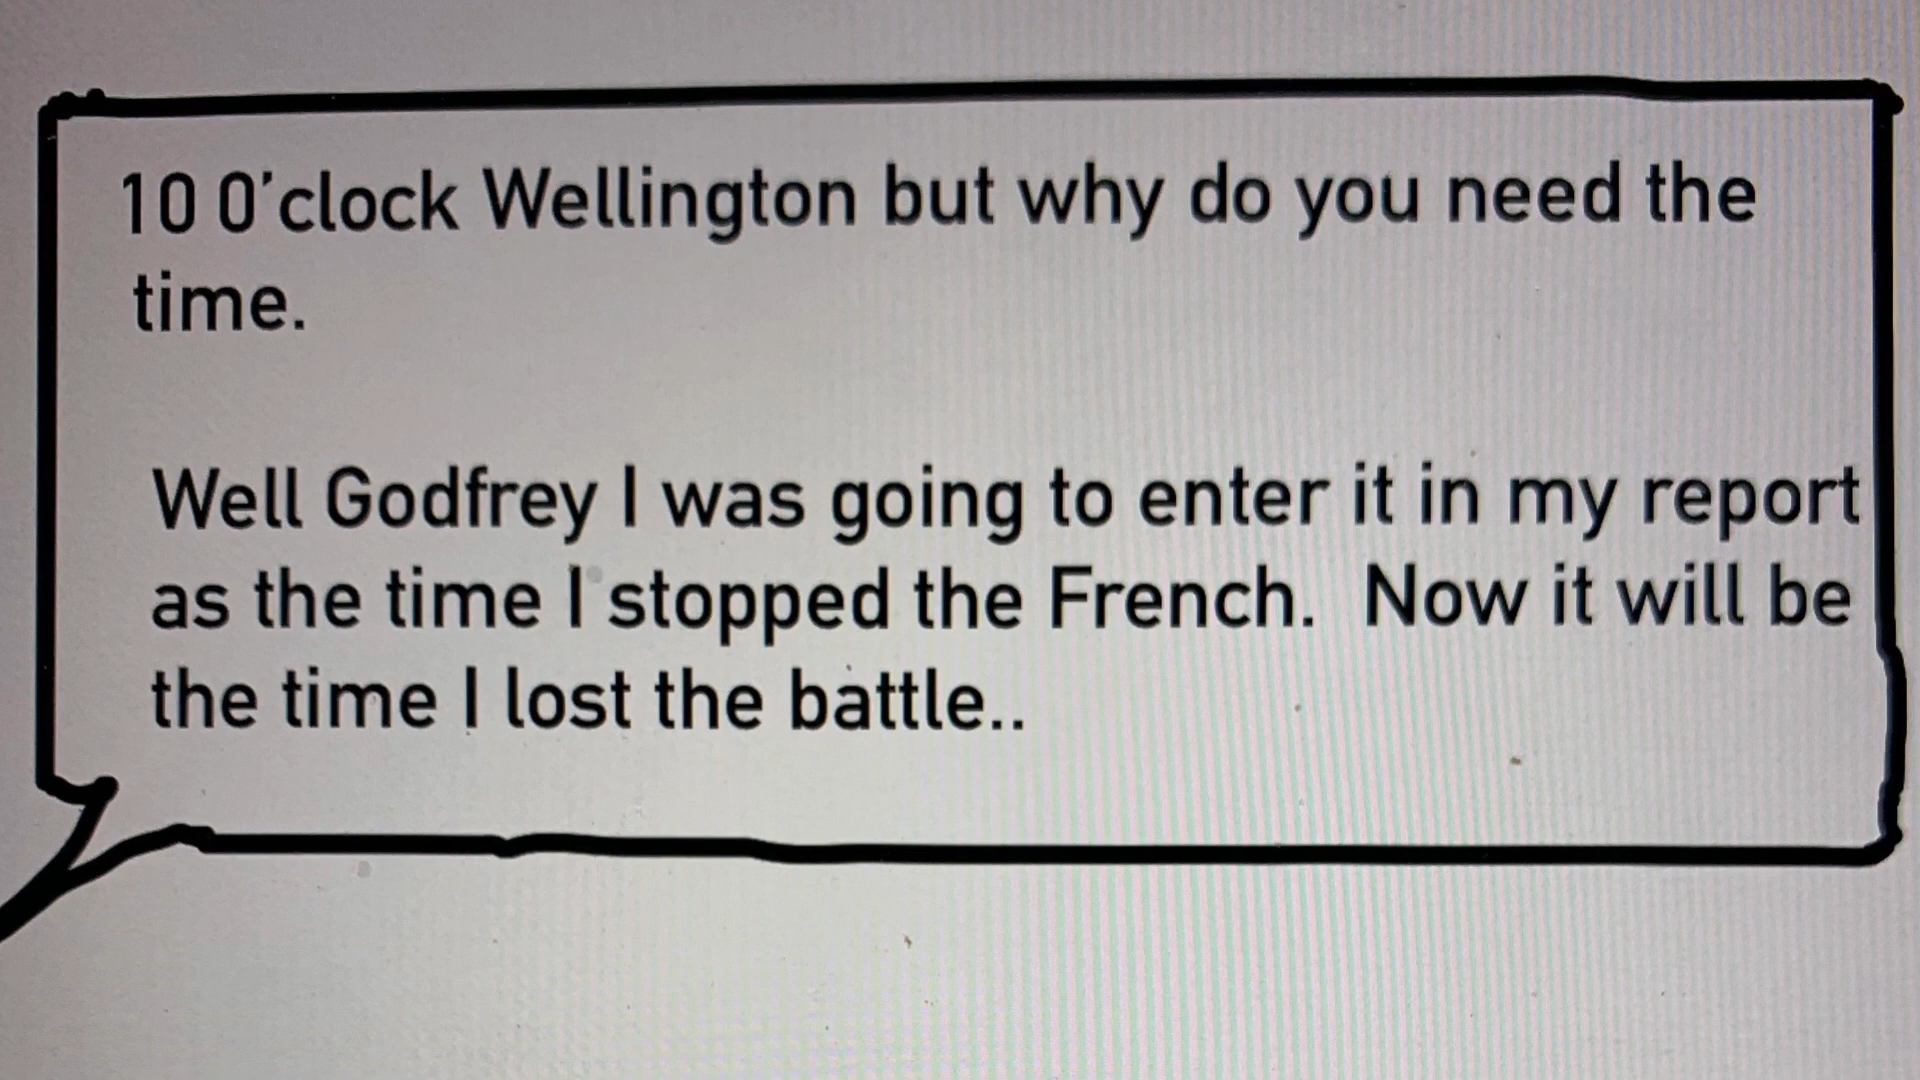 10 0'clock Wellington but why do you need the
time.
Well Godfrey I was going to enter it in my report
as the time I stopped the French.  Now it will be
the time I lost the battle..